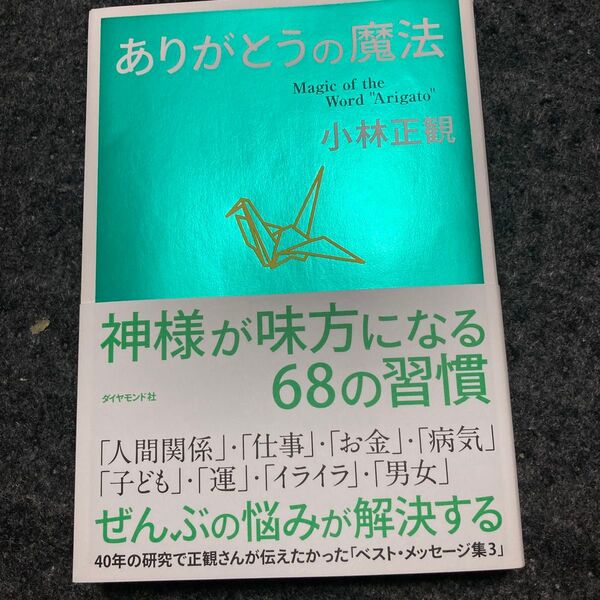 ありがとうの魔法
Magic of the
Word "Arigato"
小林正観
神様が味方になる
68の習慣
ダイヤモンド社
「人間関係」・「仕事」・「お金」・「病気」
「子ども」・「運」・「イライラ」・「男女」
ぜんぶの悩みが解決する
40年の研究で正観さんが伝えたかった「ベスト・メッセージ集3」